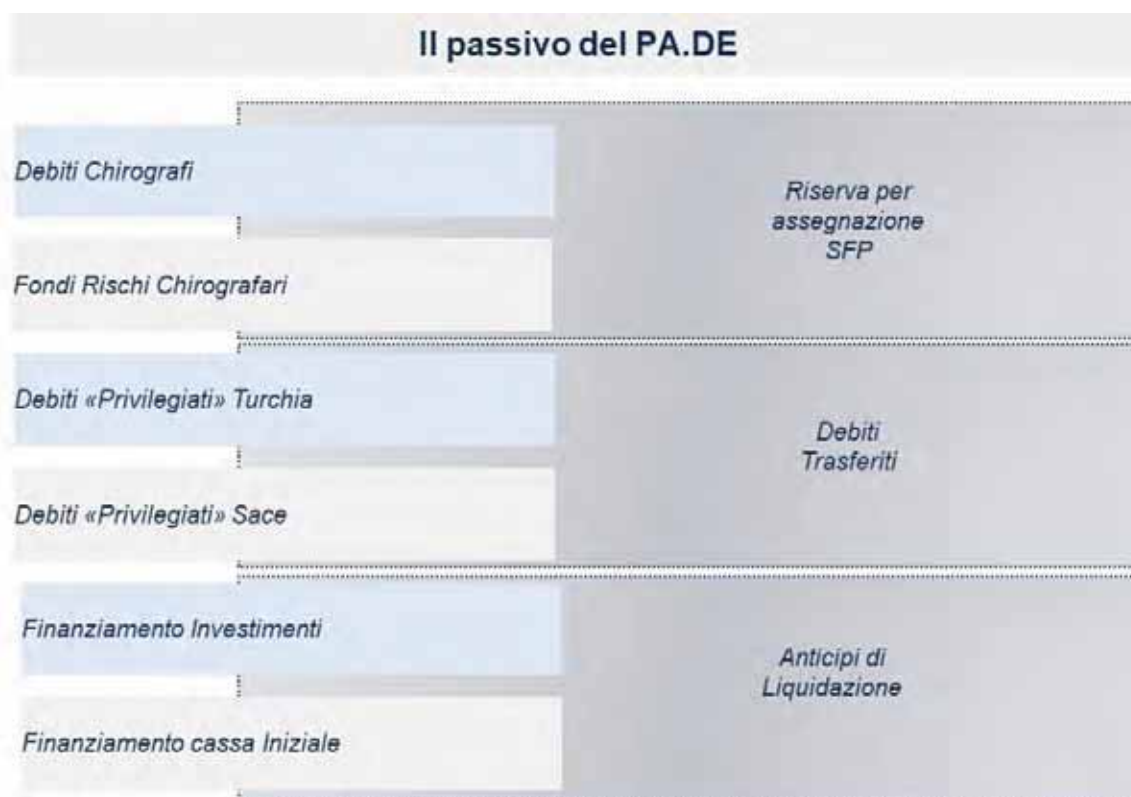 Il passivo del PA.DE
Debiti Chirografi
Fondi Rischi Chirografari
Riserva per
assegnazione
SFP
Debiti «Privilegiati» Turchia
Debiti «Privilegiati» Sace
Debiti
Trasferiti
Finanziamento Investimenti
Finanziamento cassa Iniziale
Anticipi di
Liquidazione